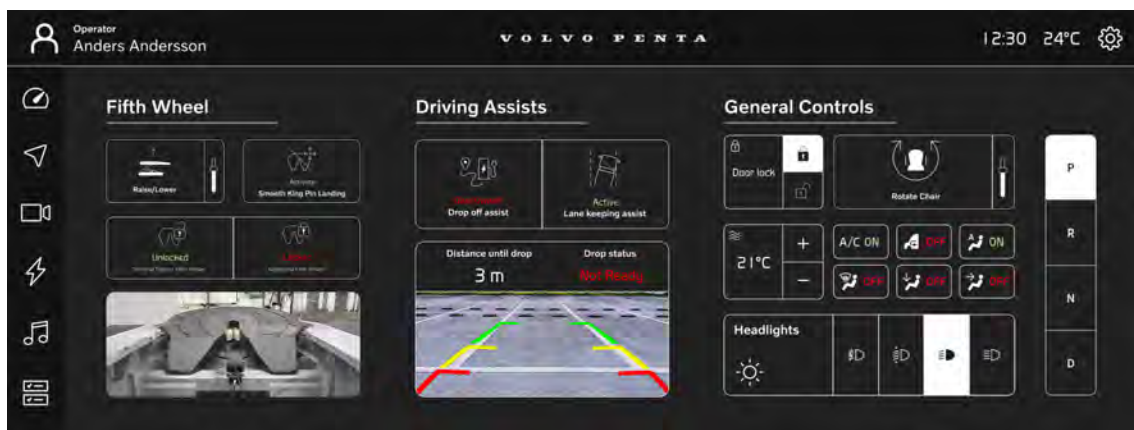 Operator
Anders Andersson
VOLVO PENTA
12:30 24°C
Fifth Wheel
Driving Assists
General Controls
Raise/Lower
Smooth King Pin Landing
Drop off assist
Active
Lane keeping assist
Door lock
Rotate Chair
P
R
N
D
Unlocked
Distance until drop
3 m
Drop status
Not Ready
21°C
+
−
A/C ON
OFF
ON
OFF
OFF
OFF
Headlights